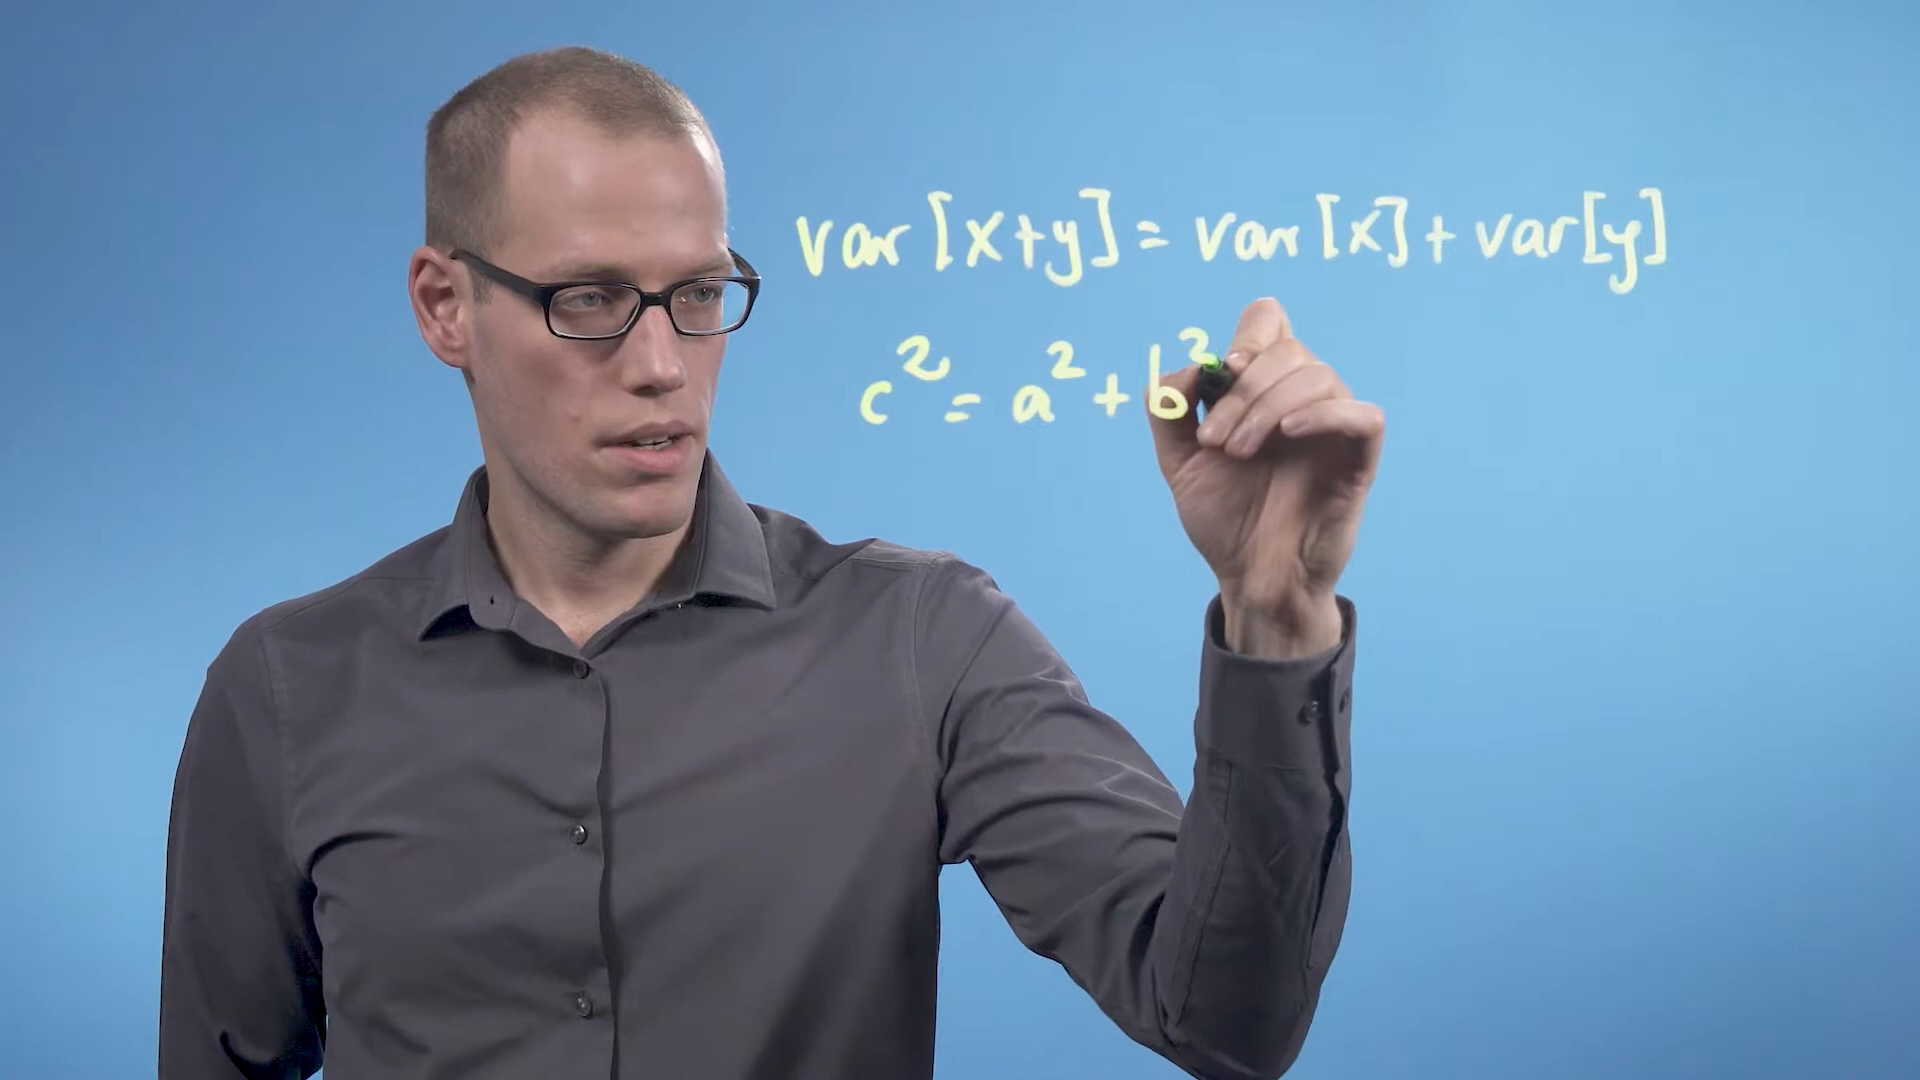 var [x+y] = var [x] + var[y]
c² = a² + b²